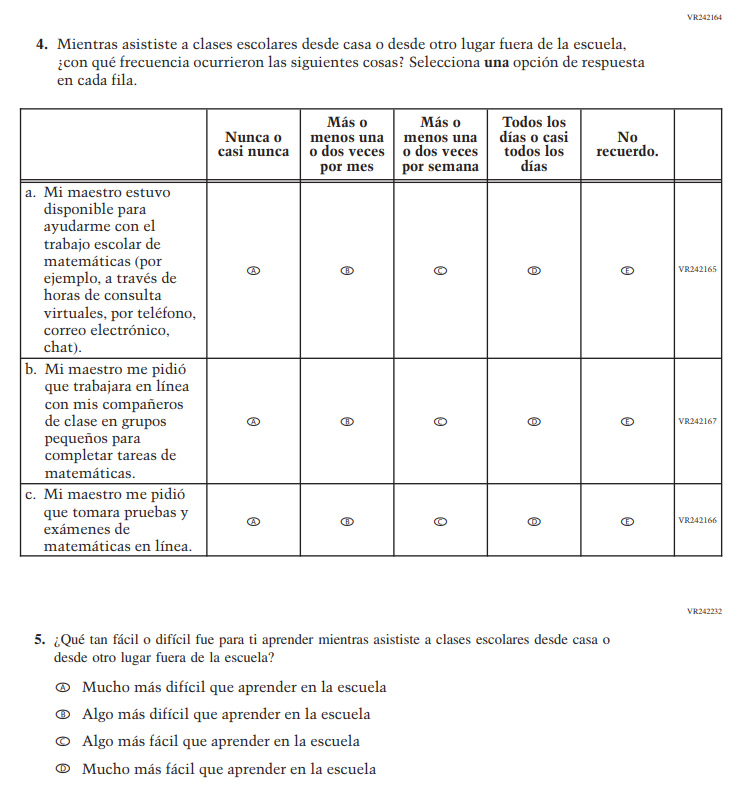 VR242164
4. Mientras asististe a clases escolares desde casa o desde otro lugar fuera de la escuela,
¿con qué frecuencia ocurrieron las siguientes cosas? Selecciona una opción de respuesta
en cada fila.
Nunca o
casi nunca
Más o
menos una
o dos veces
por mes
Más o
menos una
o dos veces
por semana
Todos los
días o casi
todos los
días
No
recuerdo.
a. Mi maestro estuvo
disponible para
ayudarme con el
trabajo escolar de
matemáticas (por
ejemplo, a través de
horas de consulta
virtuales, por teléfono,
correo electrónico,
chat).
A B C D E VR242165
b. Mi maestro me pidió
que trabajara en línea
con mis compañeros
de clase en grupos
pequeños para
completar tareas de
matemáticas.
A B C D E VR242167
c. Mi maestro me pidió
que tomara pruebas y
exámenes de
matemáticas en línea.
A B C D E VR242166
VR242232
5. ¿Qué tan fácil o difícil fue para ti aprender mientras asististe a clases escolares desde casa o
desde otro lugar fuera de la escuela?
A Mucho más difícil que aprender en la escuela
B Algo más difícil que aprender en la escuela
C Algo más fácil que aprender en la escuela
D Mucho más fácil que aprender en la escuela